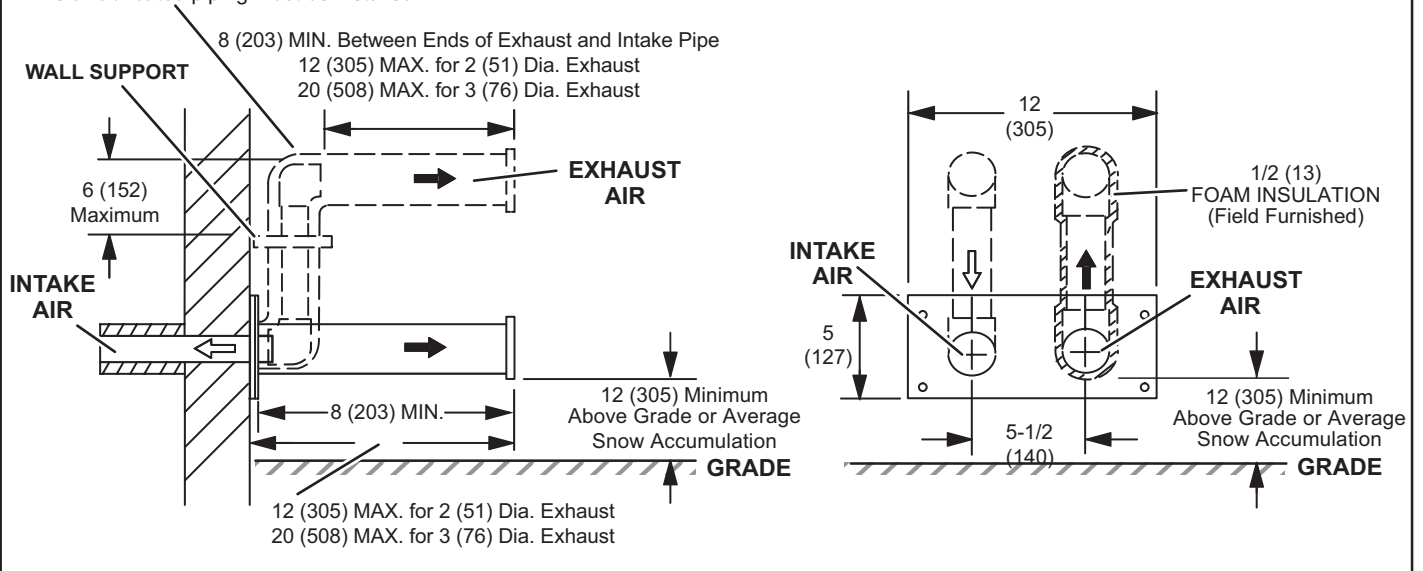 8 (203) MIN. Between Ends of Exhaust and Intake Pipe
12 (305) MAX. for 2 (51) Dia. Exhaust
20 (508) MAX. for 3 (76) Dia. Exhaust
WALL SUPPORT
EXHAUST
AIR
6 (152)
Maximum
INTAKE
AIR
8 (203) MIN.
12 (305) Minimum
Above Grade or Average
Snow Accumulation
GRADE
12 (305) MAX. for 2 (51) Dia. Exhaust
20 (508) MAX. for 3 (76) Dia. Exhaust
12
(305)
1/2 (13)
FOAM INSULATION
(Field Furnished)
INTAKE
AIR
EXHAUST
AIR
5
(127)
5-1/2
(140)
12 (305) Minimum
Above Grade or Average
Snow Accumulation
GRADE